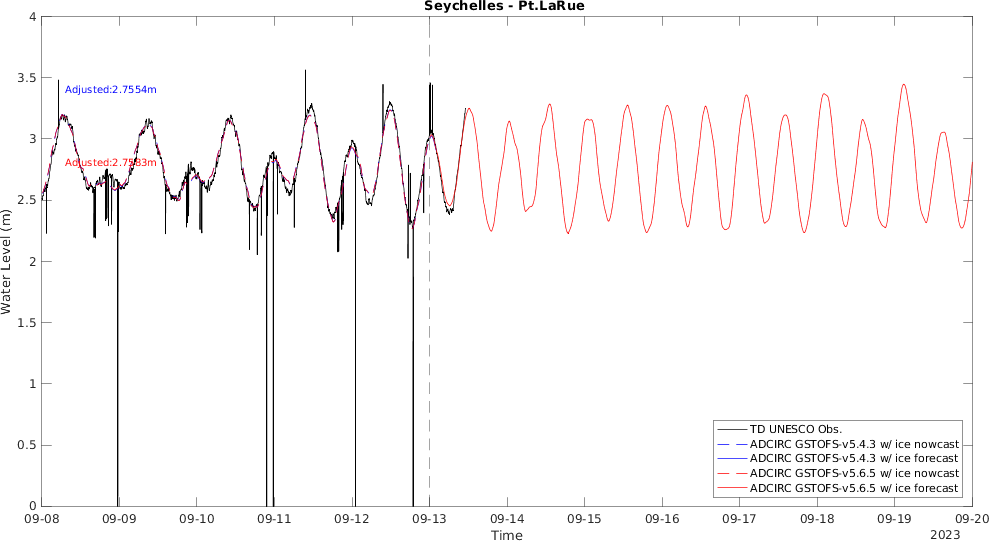 Seychelles - Pt.LaRue
4
3.5
3
2.5
2
1.5
1
0.5
0
Water Level (m)
Adjusted:2.7554m
Adjusted:2.7583m
TD UNESCO Obs.
ADCIRC GSTOFS-v5.4.3 w/ ice nowcast
ADCIRC GSTOFS-v5.4.3 w/ ice forecast
ADCIRC GSTOFS-v5.6.5 w/ ice nowcast
ADCIRC GSTOFS-v5.6.5 w/ ice forecast
09-08 09-09 09-10 09-11 09-12 09-13 09-14 09-15 09-16 09-17 09-18 09-19 09-20
Time
2023